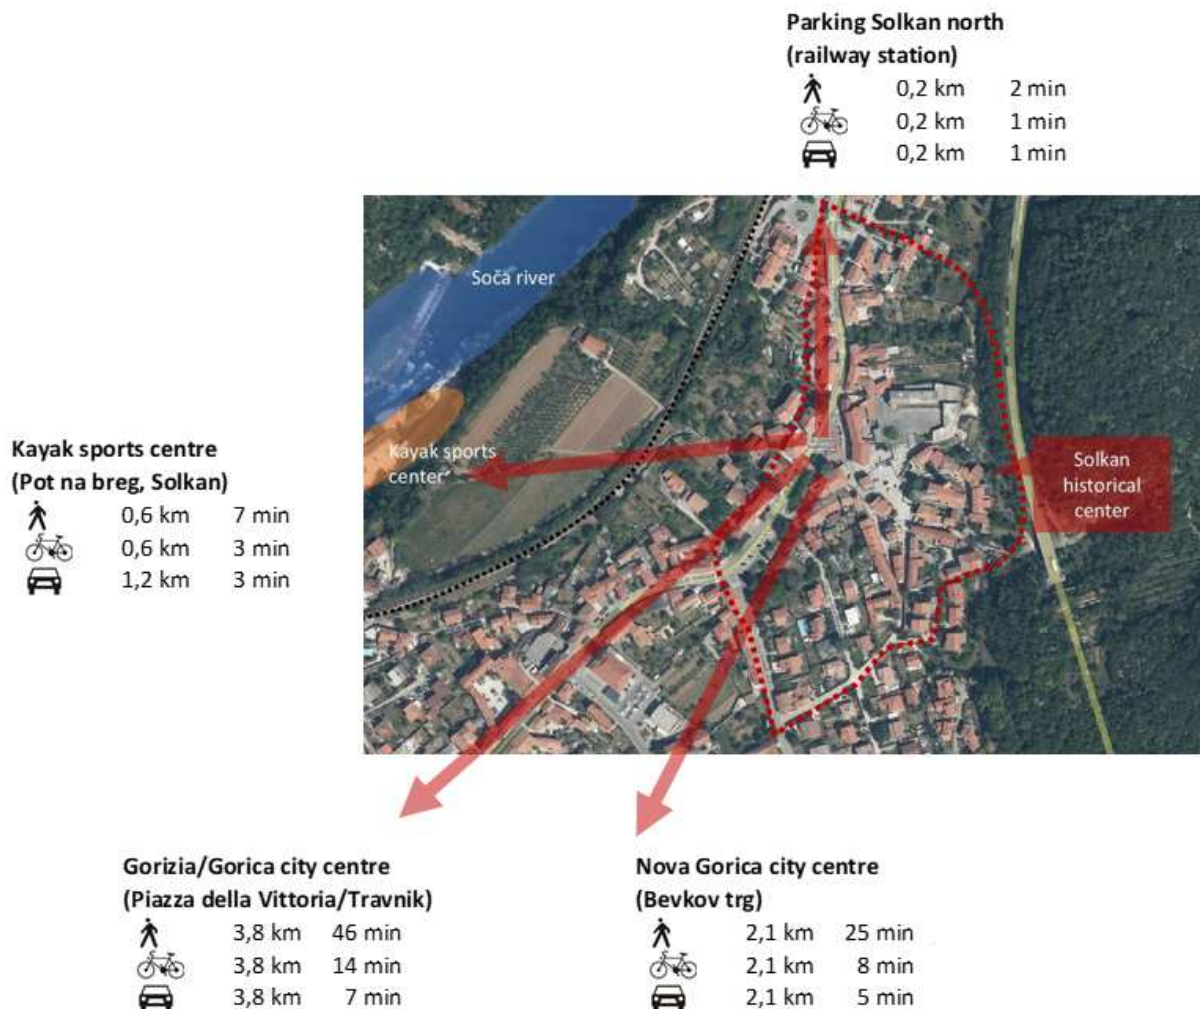 Parking Solkan north
(railway station)
0,2 km 2 min
0,2 km 1 min
0,2 km 1 min
Soča river
Kayak sports
center
Solkan
historical
center
Kayak sports centre
(Pot na breg, Solkan)
0,6 km 7 min
0,6 km 3 min
1,2 km 3 min
Gorizia/Gorica city centre
(Piazza della Vittoria/Travnik)
3,8 km 46 min
3,8 km 14 min
3,8 km 7 min
Nova Gorica city centre
(Bevkov trg)
2,1 km 25 min
2,1 km 8 min
2,1 km 5 min